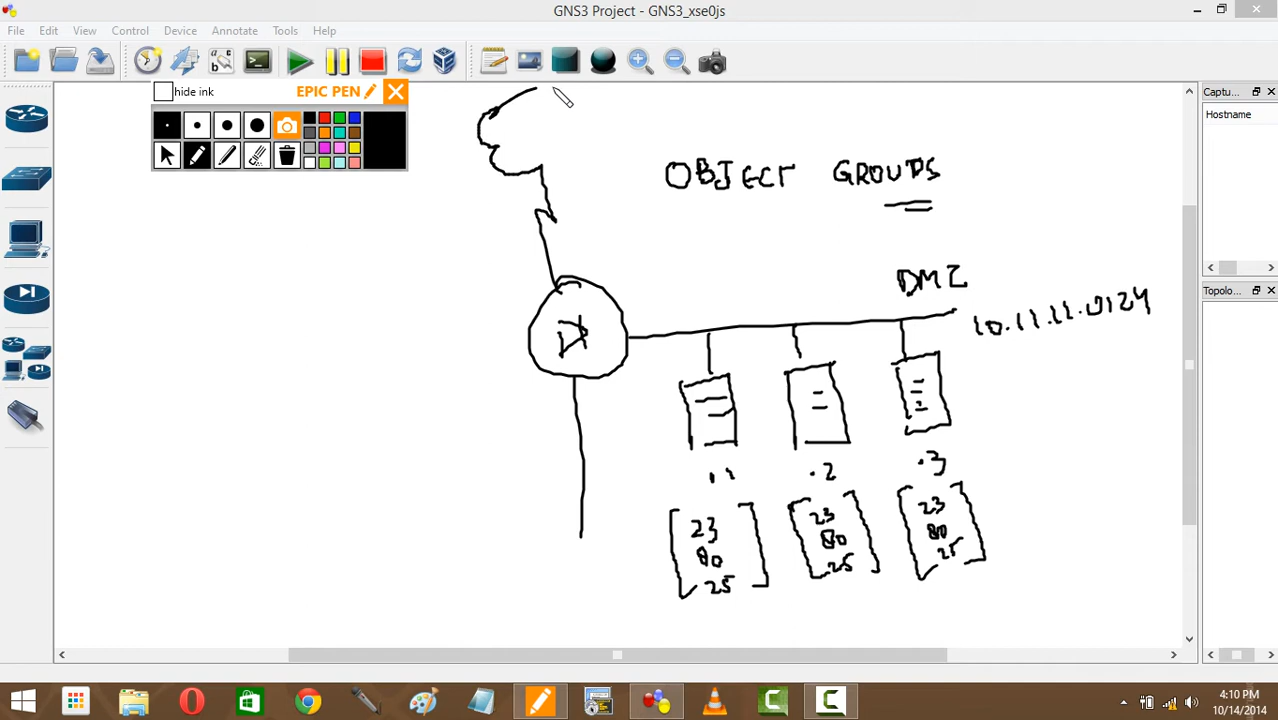 GNS3 Project - GNS3_xse0js
File Edit View Control Device Annotate Tools Help
hide ink EPIC PEN
Captu...
Hostname
OBJECT GROUPS
DMZ
10.11.11.0/24
Topolo...
.1 .2 .3
23 23 23
80 80 80
25 25 25
4:10 PM
10/14/2014